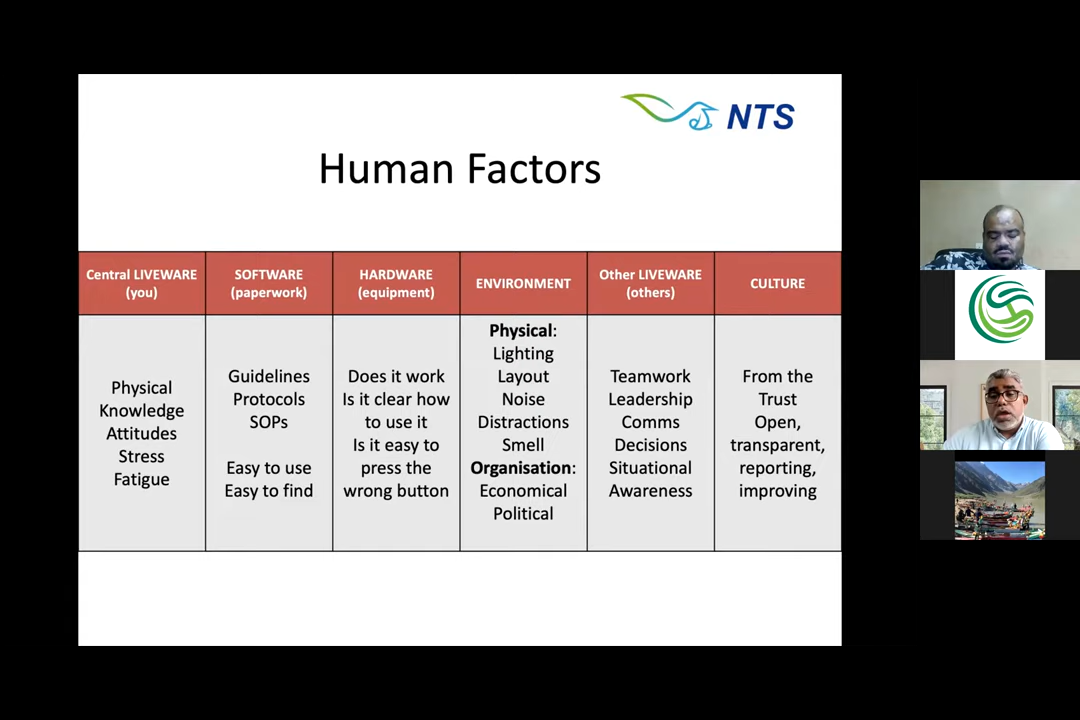 NTS
Human Factors
Central LIVEWARE
(you)
SOFTWARE
(paperwork)
HARDWARE
(equipment)
ENVIRONMENT
Other LIVEWARE
(others)
CULTURE
Physical
Knowledge
Attitudes
Stress
Fatigue
Guidelines
Protocols
SOPs
Easy to use
Easy to find
Does it work
Is it clear how
to use it
Is it easy to
press the
wrong button
Physical:
Lighting
Layout
Noise
Distractions
Smell
Organisation:
Economical
Political
Teamwork
Leadership
Comms
Decisions
Situational
Awareness
From the
Trust
Open,
transparent,
reporting,
improving